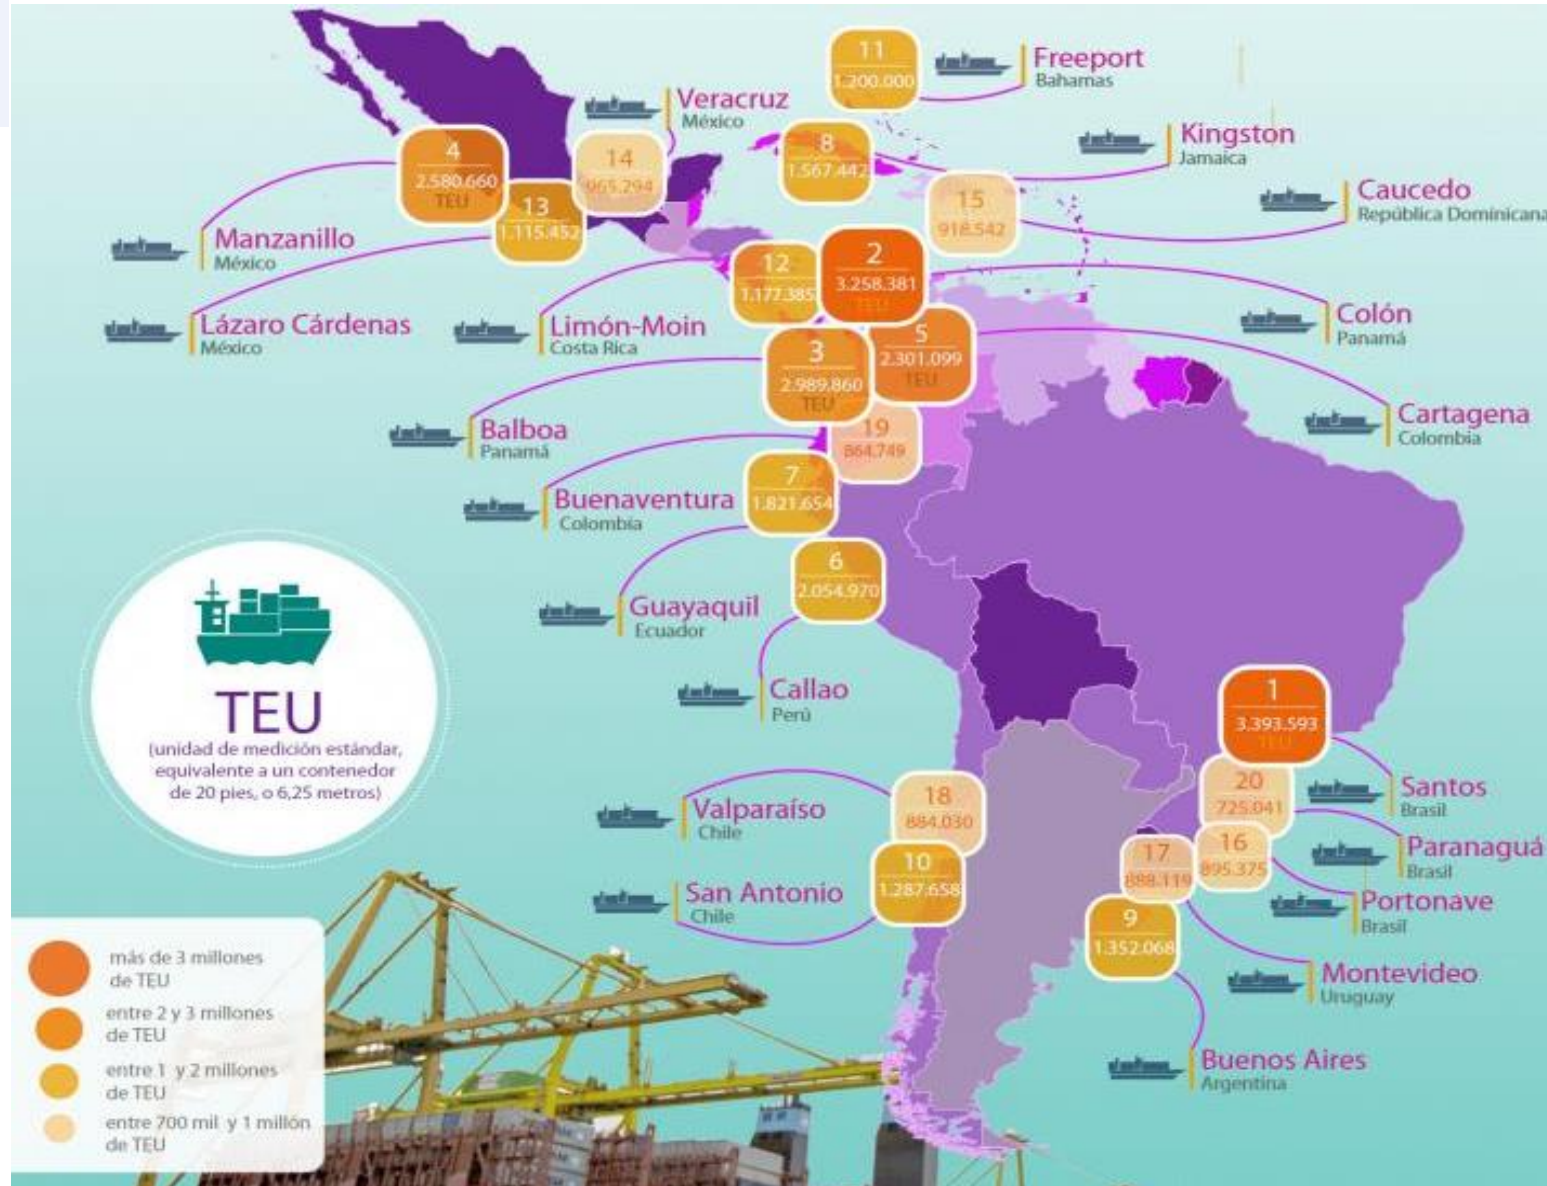 11
1.200.000
Freeport
Bahamas
Veracruz
México
Kingston
Jamaica
8
1.567.442
4
2.580.660
TEU
14
965.294
Caucedo
República Dominicana
15
918.542
13
1.115.452
Manzanillo
México
12
1.177.385
2
3.258.381
TEU
Lázaro Cárdenas
México
Limón-Moin
Costa Rica
Colón
Panamá
3
2.989.860
TEU
5
2.301.099
TEU
Cartagena
Colombia
Balboa
Panamá
19
864.749
7
1.821.654
Buenaventura
Colombia
6
2.054.970
Guayaquil
Ecuador
Callao
Perú
TEU
(unidad de medición estándar,
equivalente a un contenedor
de 20 pies, o 6,25 metros)
1
3.393.593
TEU
Santos
Brasil
20
725.041
18
884.030
Valparaíso
Chile
Paranaguá
Brasil
16
895.375
17
888.119
10
1.287.658
San Antonio
Chile
Portonave
Brasil
9
1.352.068
Montevideo
Uruguay
Buenos Aires
Argentina
más de 3 millones
de TEU
entre 2 y 3 millones
de TEU
entre 1 y 2 millones
de TEU
entre 700 mil y 1 millón
de TEU